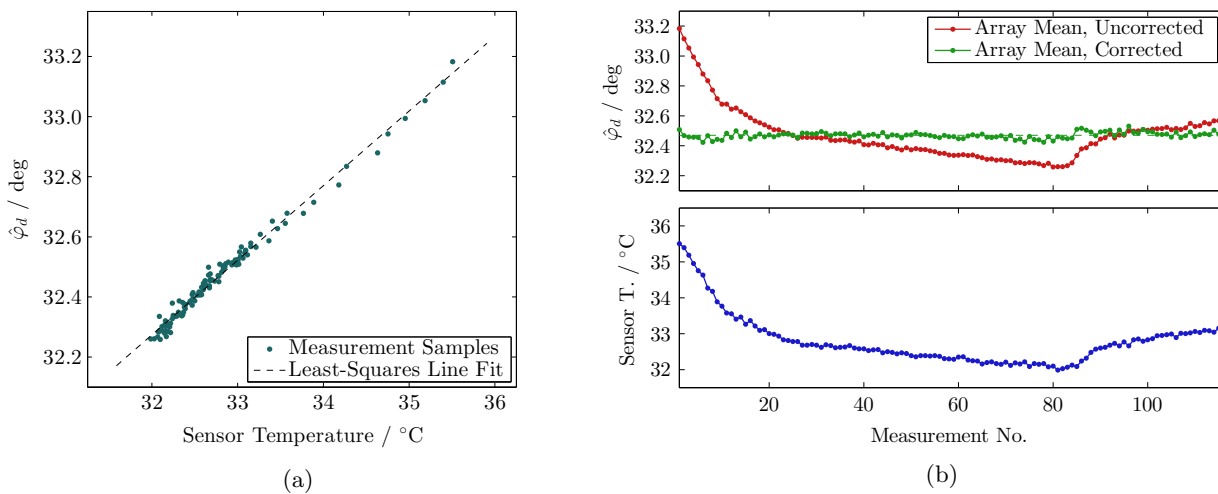 33.2
33.0
32.8
32.6
32.4
32.2
φ̂d / deg
32
33
34
35
36
Sensor Temperature / °C
Measurement Samples
Least-Squares Line Fit
(a)
33.2
33.0
32.8
32.6
32.4
32.2
φ̂d / deg
Array Mean, Uncorrected
Array Mean, Corrected
36
35
34
33
32
Sensor T. / °C
20
40
60
80
100
Measurement No.
(b)